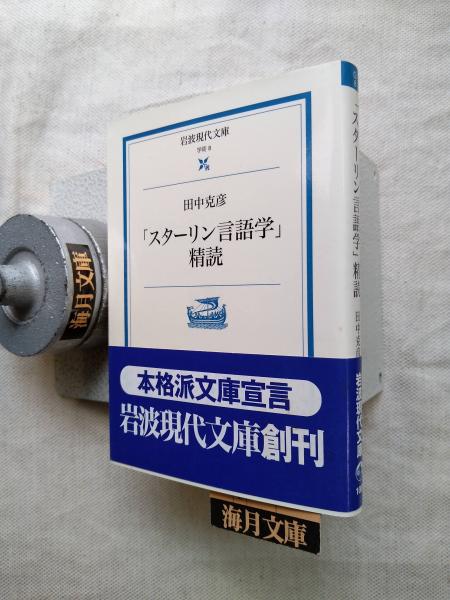 岩波現代文庫
学術 8
田中克彦
「スターリン言語学」
精読
本格派文庫宣言
岩波現代文庫創刊
「スターリン言語学」精読
田中克彦
岩波現代文庫
海月文庫
海月文庫